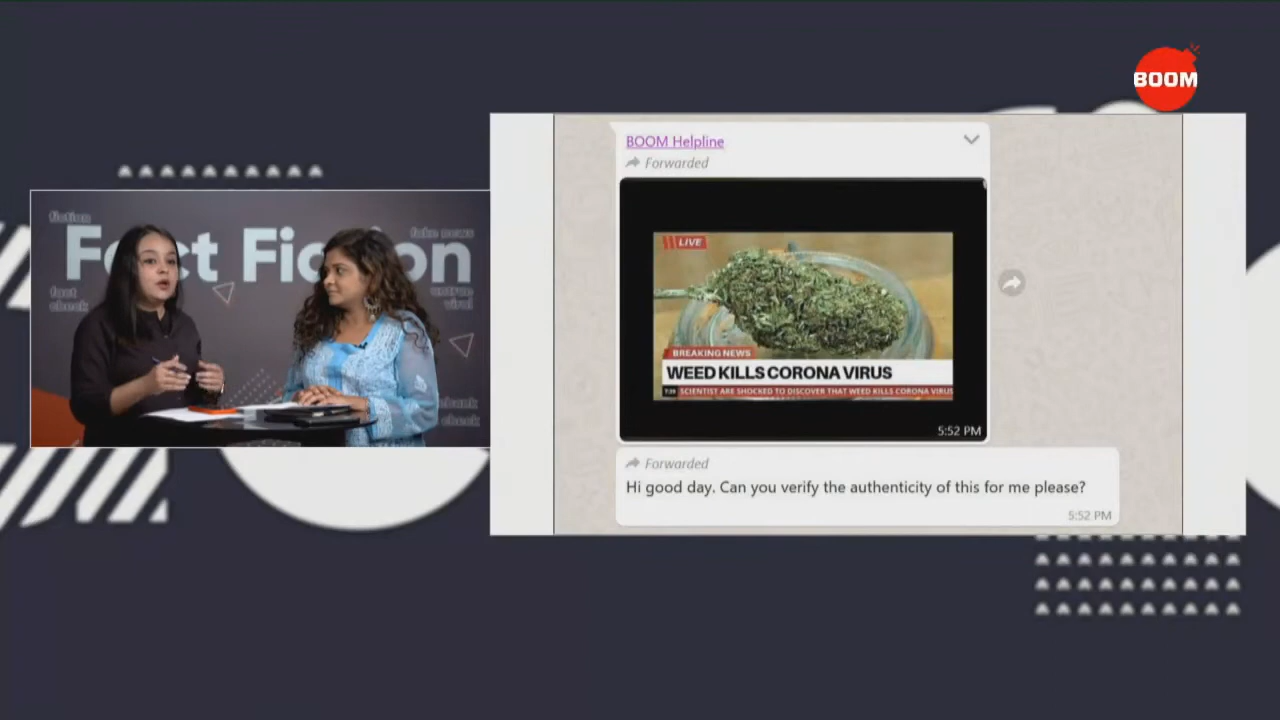 BOOM
fiction
fake news
Fact Fiction
fact
check
untrue
viral
check
BOOM Helpline
Forwarded
LIVE
BREAKING NEWS
WEED KILLS CORONA VIRUS
SCIENTIST ARE SHOCKED TO DISCOVER THAT WEED KILLS CORONA VIRUS
5:52 PM
Forwarded
Hi good day. Can you verify the authenticity of this for me please?
5:52 PM